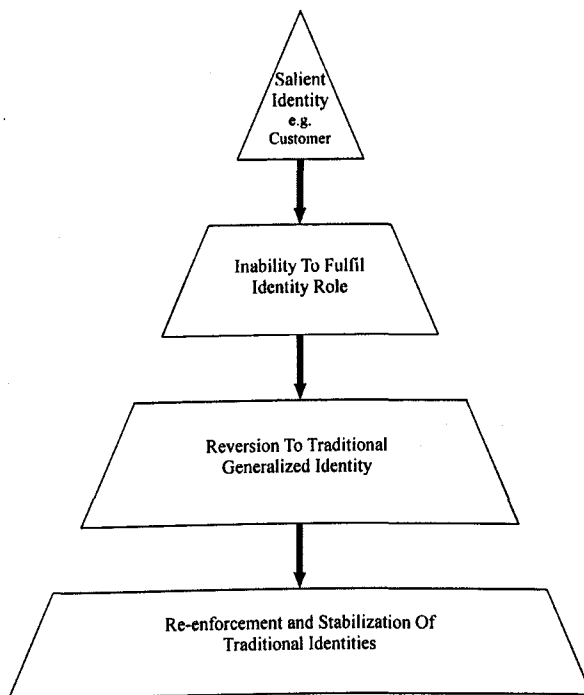 Salient
Identity
e.g.
Customer
Inability To Fulfil
Identity Role
Reversion To Traditional
Generalized Identity
Re-enforcement and Stabilization Of
Traditional Identities